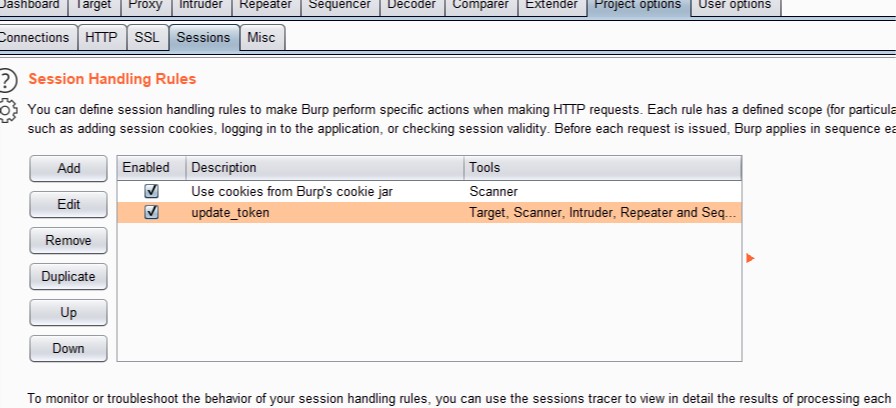 Dashboard Target Proxy Intruder Repeater Sequencer Decoder Comparer Extender Project options User options
Connections HTTP SSL Sessions Misc
? Session Handling Rules
You can define session handling rules to make Burp perform specific actions when making HTTP requests. Each rule has a defined scope (for particula
such as adding session cookies, logging in to the application, or checking session validity. Before each request is issued, Burp applies in sequence ea
Add Enabled Description Tools
Use cookies from Burp's cookie jar Scanner
Edit update_token Target, Scanner, Intruder, Repeater and Seq...
Remove
Duplicate
Up
Down
To monitor or troubleshoot the behavior of your session handling rules, you can use the sessions tracer to view in detail the results of processing each